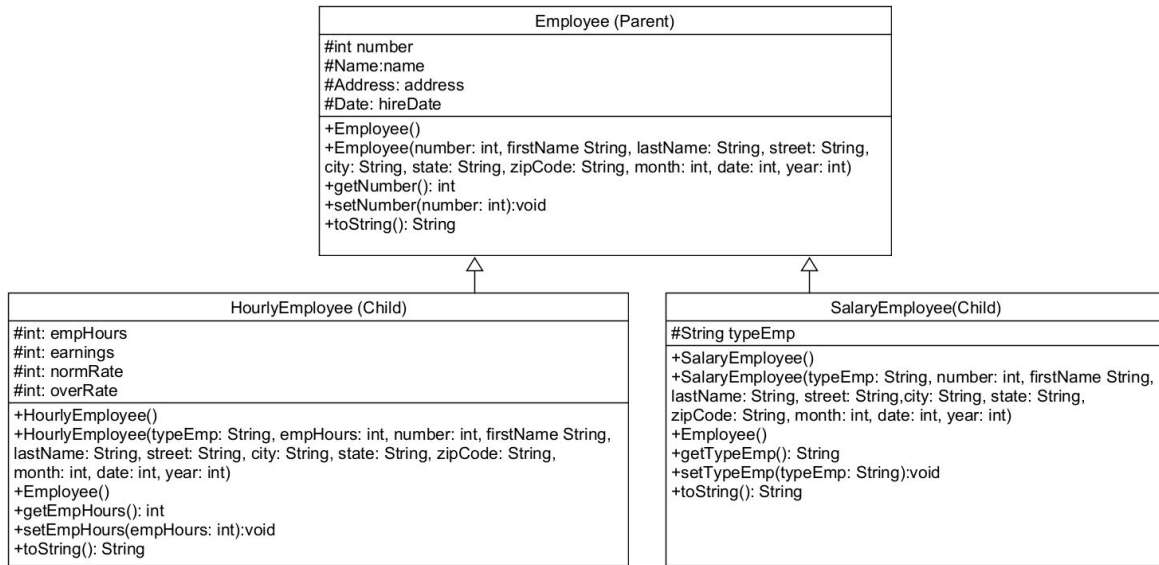 Employee (Parent)
#int number
#Name:name
#Address: address
#Date: hireDate
+Employee()
+Employee(number: int, firstName String, lastName: String, street: String,
city: String, state: String, zipCode: String, month: int, date: int, year: int)
+getNumber(): int
+setNumber(number: int):void
+toString(): String
HourlyEmployee (Child)
#int: empHours
#int: earnings
#int: normRate
#int: overRate
+HourlyEmployee()
+HourlyEmployee(typeEmp: String, empHours: int, number: int, firstName String,
lastName: String, street: String, city: String, state: String, zipCode: String,
month: int, date: int, year: int)
+Employee()
+getEmpHours(): int
+setEmpHours(empHours: int):void
+toString(): String
SalaryEmployee(Child)
#String typeEmp
+SalaryEmployee()
+SalaryEmployee(typeEmp: String, number: int, firstName String,
lastName: String, street: String,city: String, state: String,
zipCode: String, month: int, date: int, year: int)
+Employee()
+getTypeEmp(): String
+setTypeEmp(typeEmp: String):void
+toString(): String